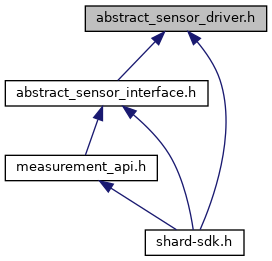 abstract_sensor_driver.h
abstract_sensor_interface.h
measurement_api.h
shard-sdk.h